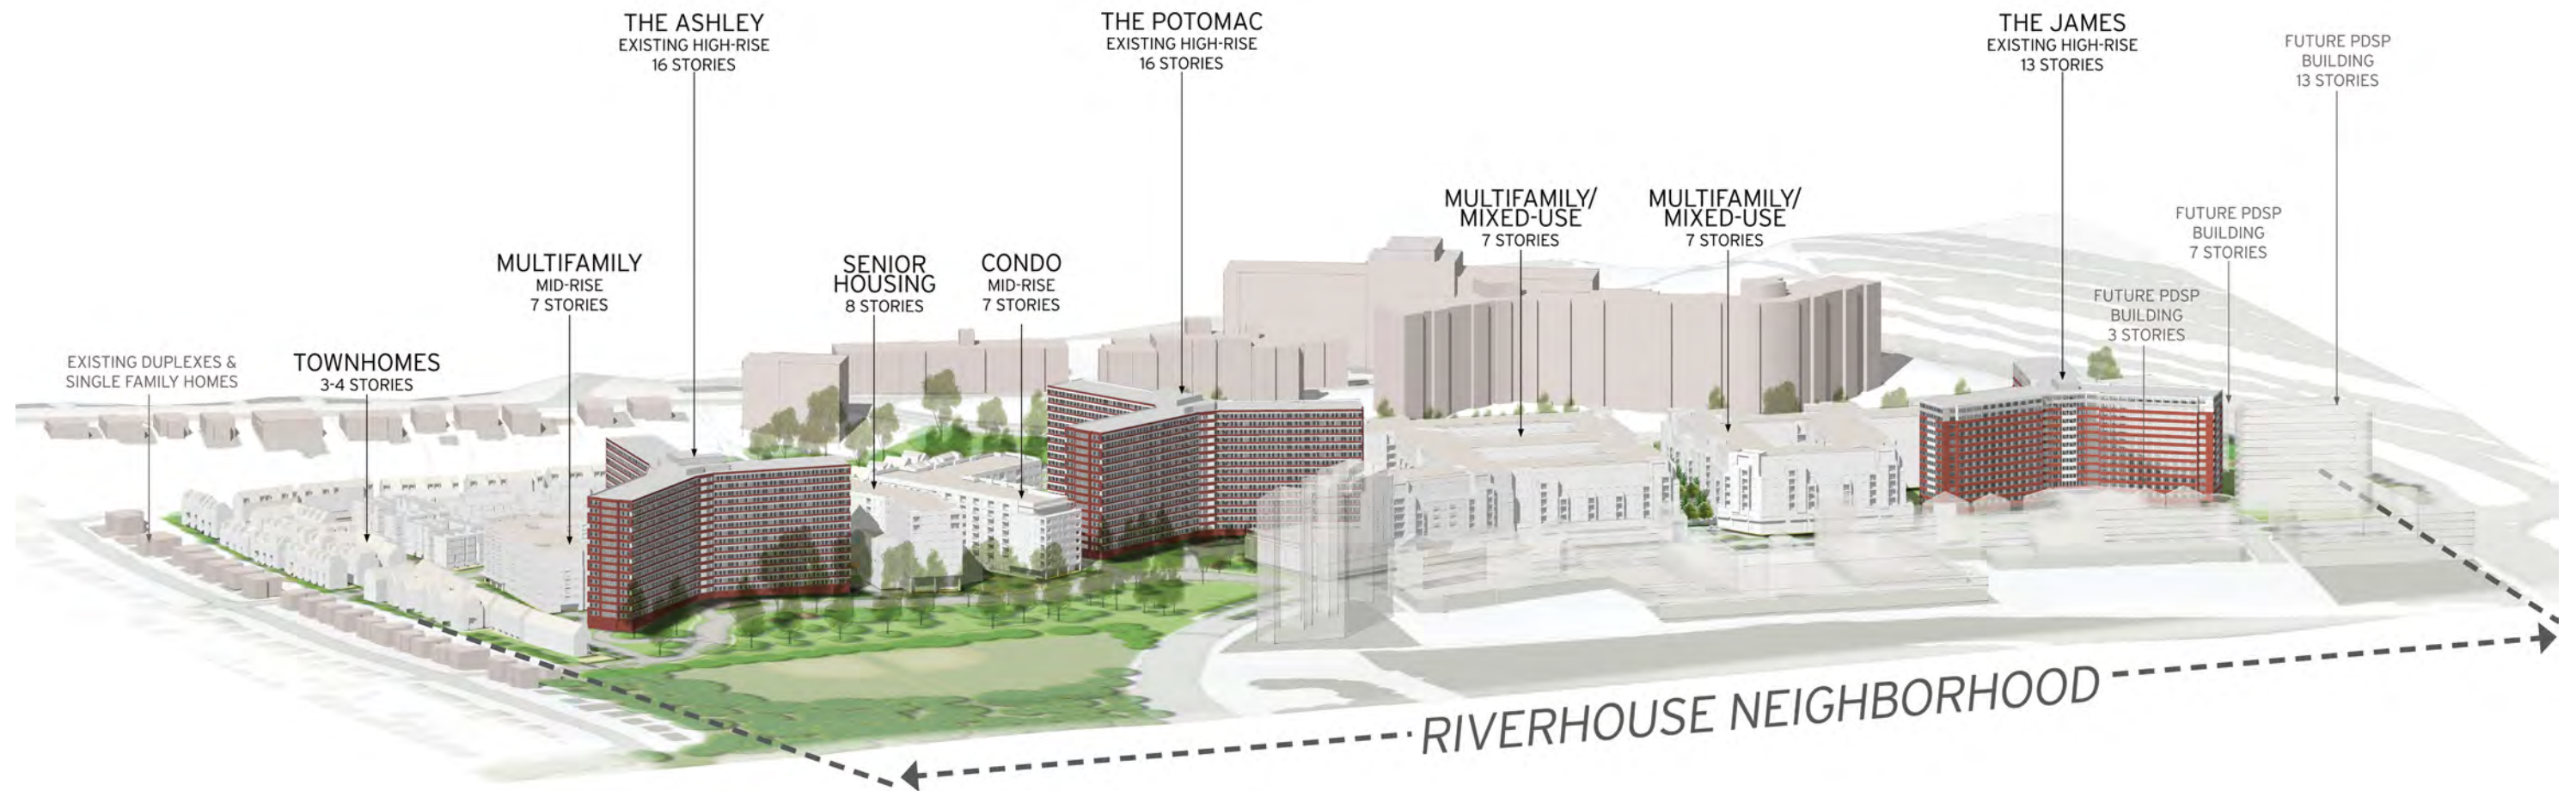 THE ASHLEY
EXISTING HIGH-RISE
16 STORIES
THE POTOMAC
EXISTING HIGH-RISE
16 STORIES
THE JAMES
EXISTING HIGH-RISE
13 STORIES
FUTURE PDSP
BUILDING
13 STORIES
MULTIFAMILY/
MIXED-USE
7 STORIES
MULTIFAMILY/
MIXED-USE
7 STORIES
FUTURE PDSP
BUILDING
7 STORIES
MULTIFAMILY
MID-RISE
7 STORIES
SENIOR
HOUSING
8 STORIES
CONDO
MID-RISE
7 STORIES
FUTURE PDSP
BUILDING
3 STORIES
EXISTING DUPLEXES &
SINGLE FAMILY HOMES
TOWNHOMES
3-4 STORIES
RIVERHOUSE NEIGHBORHOOD